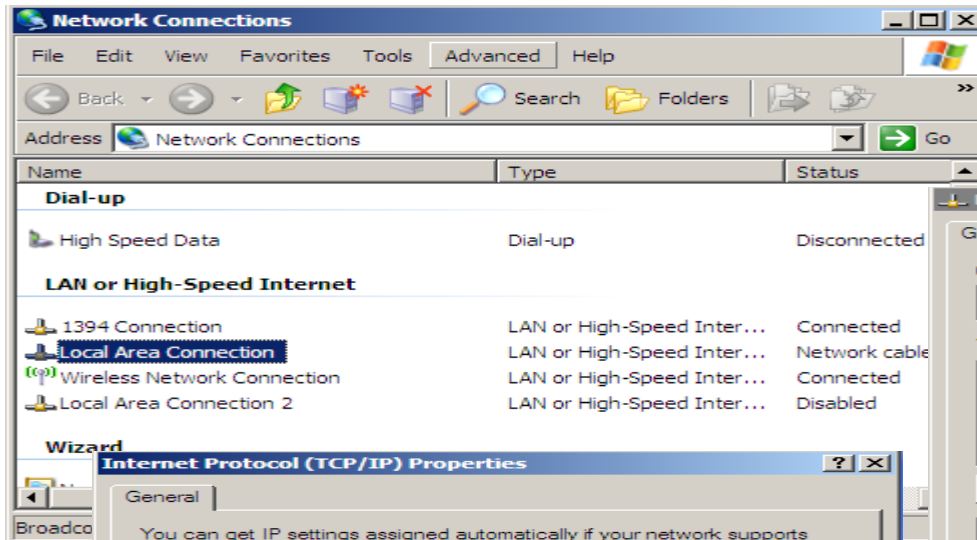 Network Connections
File Edit View Favorites Tools Advanced Help
Back Search Folders »
Address Network Connections Go
Name Type Status
Dial-up
High Speed Data Dial-up Disconnected
LAN or High-Speed Internet
1394 Connection LAN or High-Speed Inter... Connected
Local Area Connection LAN or High-Speed Inter... Network cable
Wireless Network Connection LAN or High-Speed Inter... Connected
Local Area Connection 2 LAN or High-Speed Inter... Disabled
Wizard
Internet Protocol (TCP/IP) Properties
General
Broadco
You can get IP settings assigned automatically if your network supports